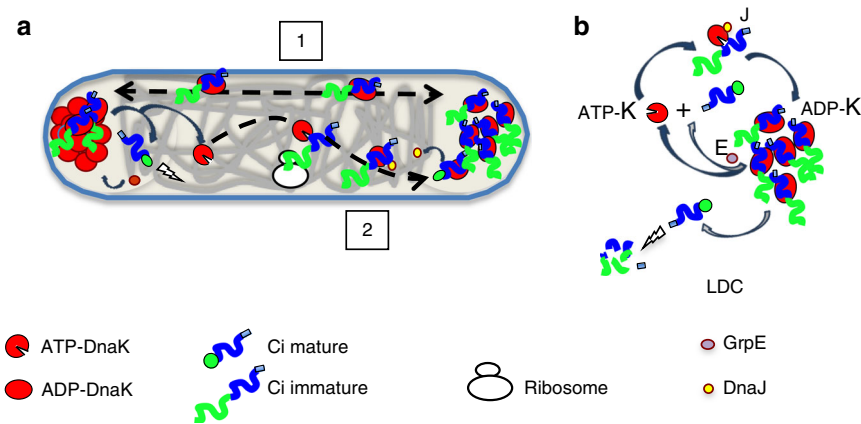 a
1
2
b
J
ATP-K
+
ADP-K
E
LDC
ATP-DnaK
ADP-DnaK
Ci mature
Ci immature
Ribosome
GrpE
DnaJ